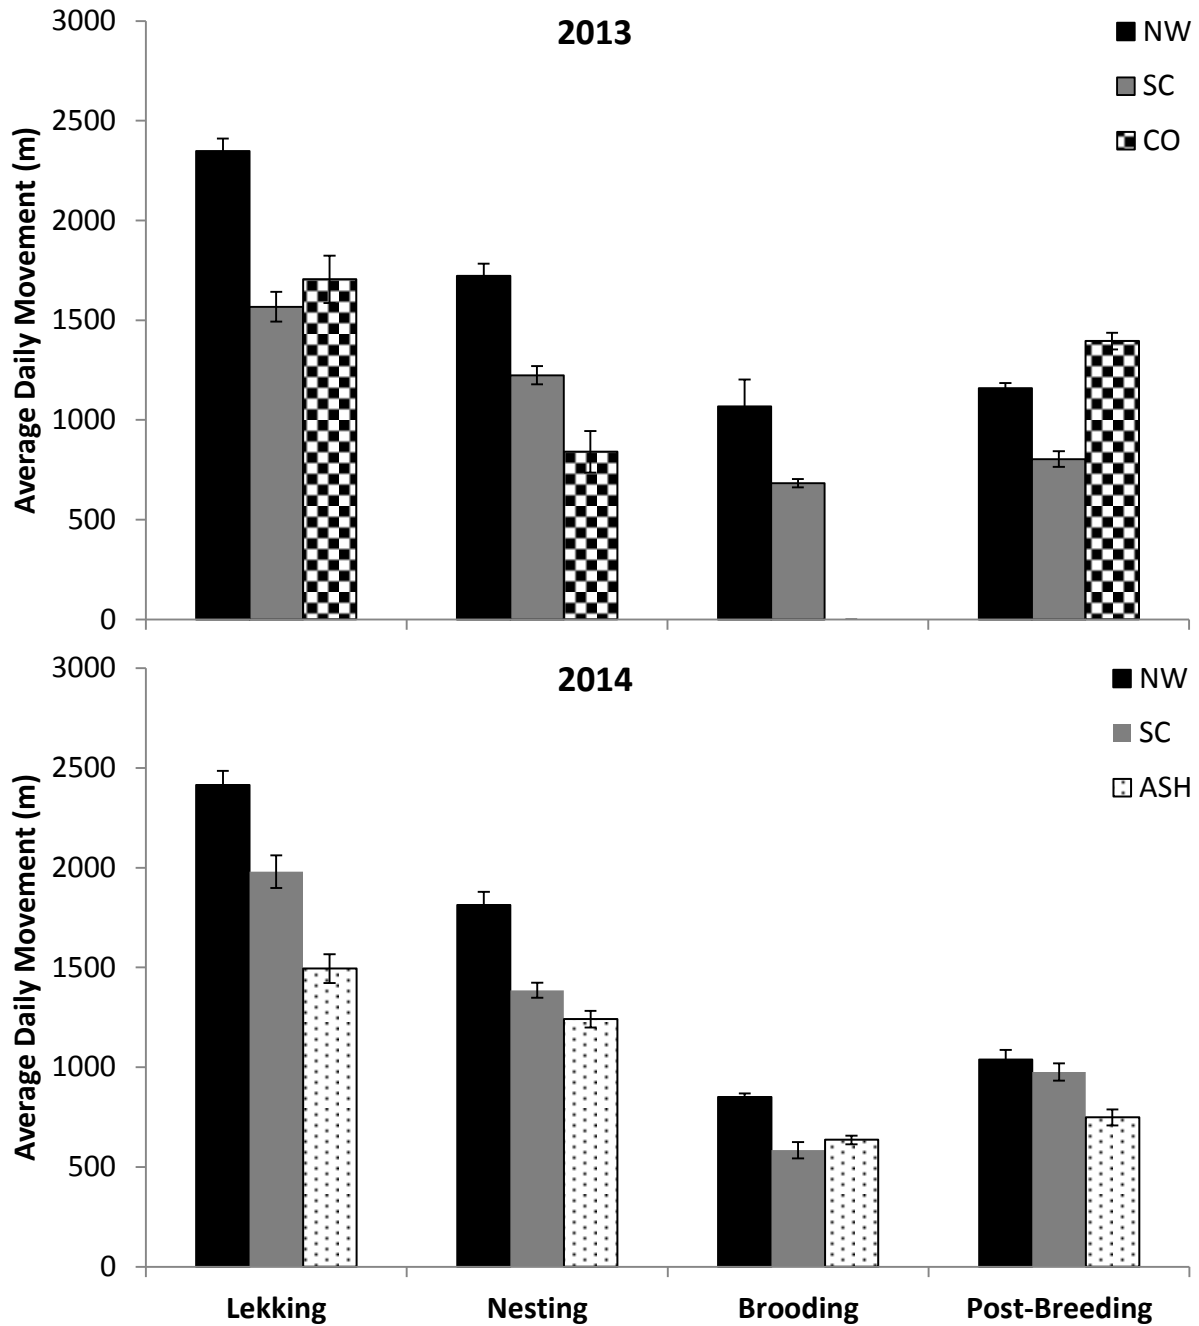 2013
NW
SC
CO
Average Daily Movement (m)
3000
2500
2000
1500
1000
500
0
2014
NW
SC
ASH
Average Daily Movement (m)
3000
2500
2000
1500
1000
500
0
Lekking Nesting Brooding Post-Breeding